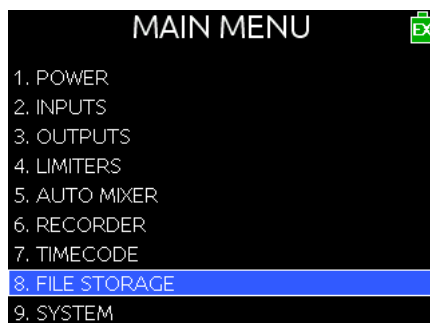 MAIN MENU
EX
1. POWER
2. INPUTS
3. OUTPUTS
4. LIMITERS
5. AUTO MIXER
6. RECORDER
7. TIMECODE
8. FILE STORAGE
9. SYSTEM